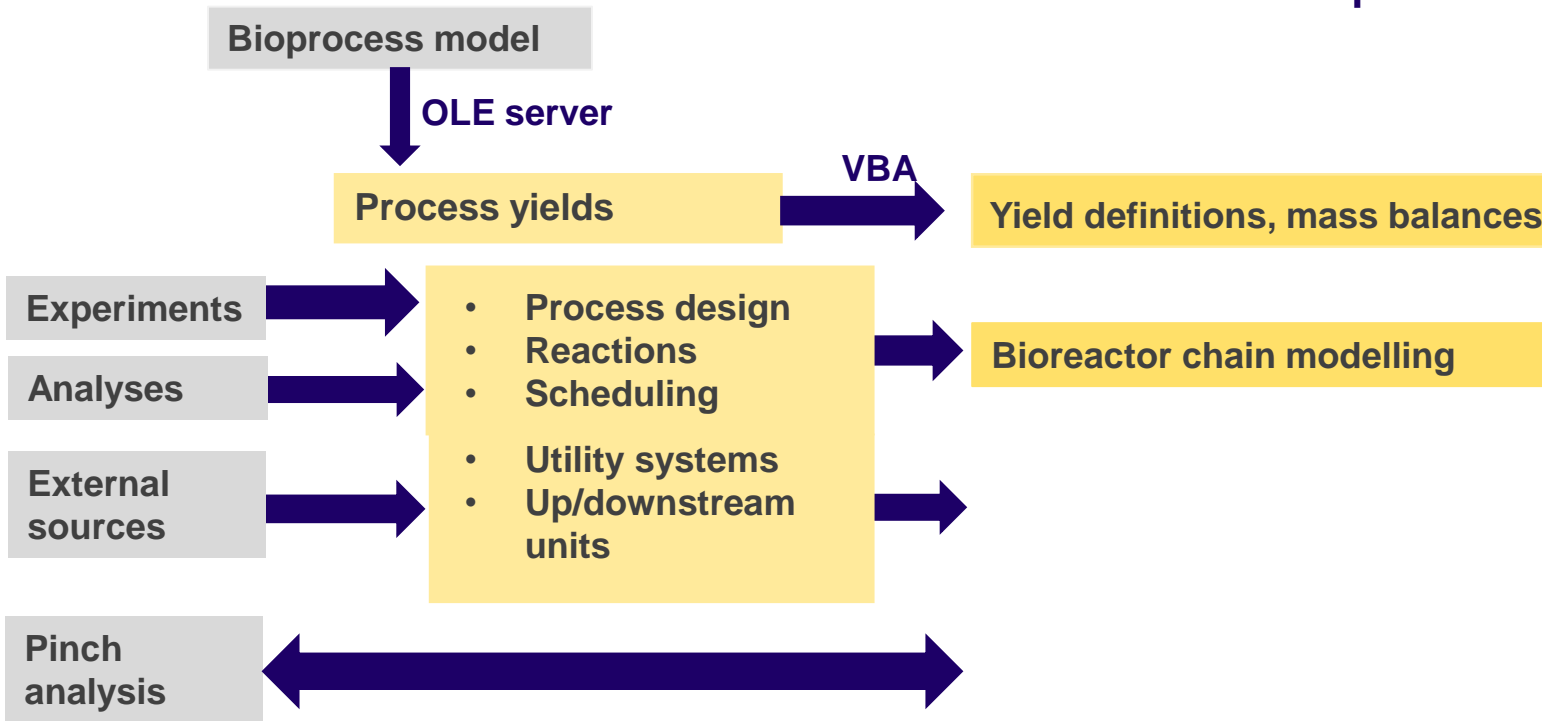 Bioprocess model
OLE server
VBA
Process yields
Yield definitions, mass balances
Experiments
Analyses
External
sources
• Process design
• Reactions
• Scheduling
• Utility systems
• Up/downstream
units
Bioreactor chain modelling
Pinch
analysis